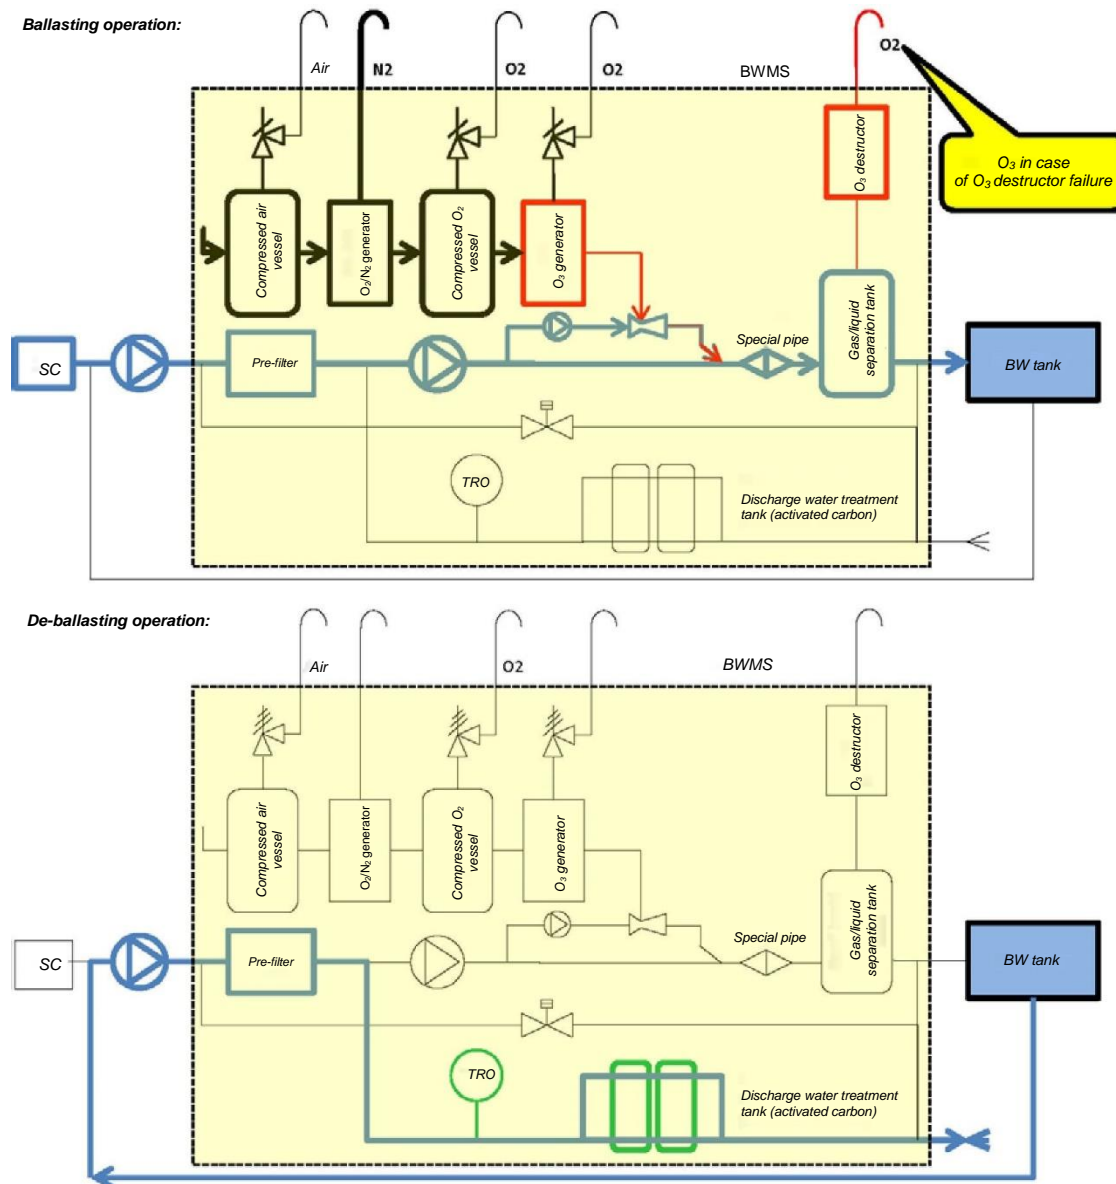 Ballasting operation:
Air
N2
O2
O2
BWMS
O2
O₃ in case
of O₃ destructor failure
Compressed air
vessel
O₂/N₂ generator
Compressed O₂
vessel
O₃ generator
O₃ destructor
Gas/liquid
separation tank
SC
Pre-filter
Special pipe
BW tank
TRO
Discharge water treatment
tank (activated carbon)
De-ballasting operation:
Air
O2
BWMS
Compressed air
vessel
O₂/N₂ generator
Compressed O₂
vessel
O₃ generator
O₃ destructor
Gas/liquid
separation tank
SC
Pre-filter
Special pipe
BW tank
TRO
Discharge water treatment
tank (activated carbon)